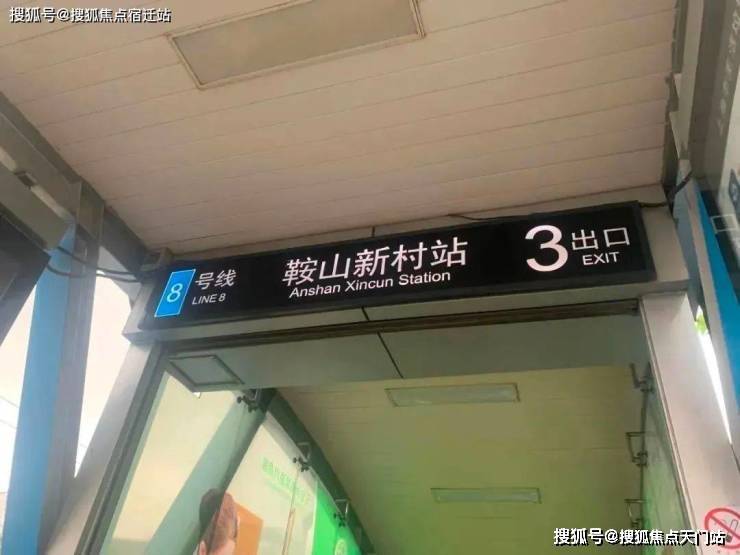 搜狐号@搜狐焦点宿迁站
8 号线
LINE 8
鞍山新村站
Anshan Xincun Station
3 出口
EXIT
搜狐号@搜狐焦点天门站